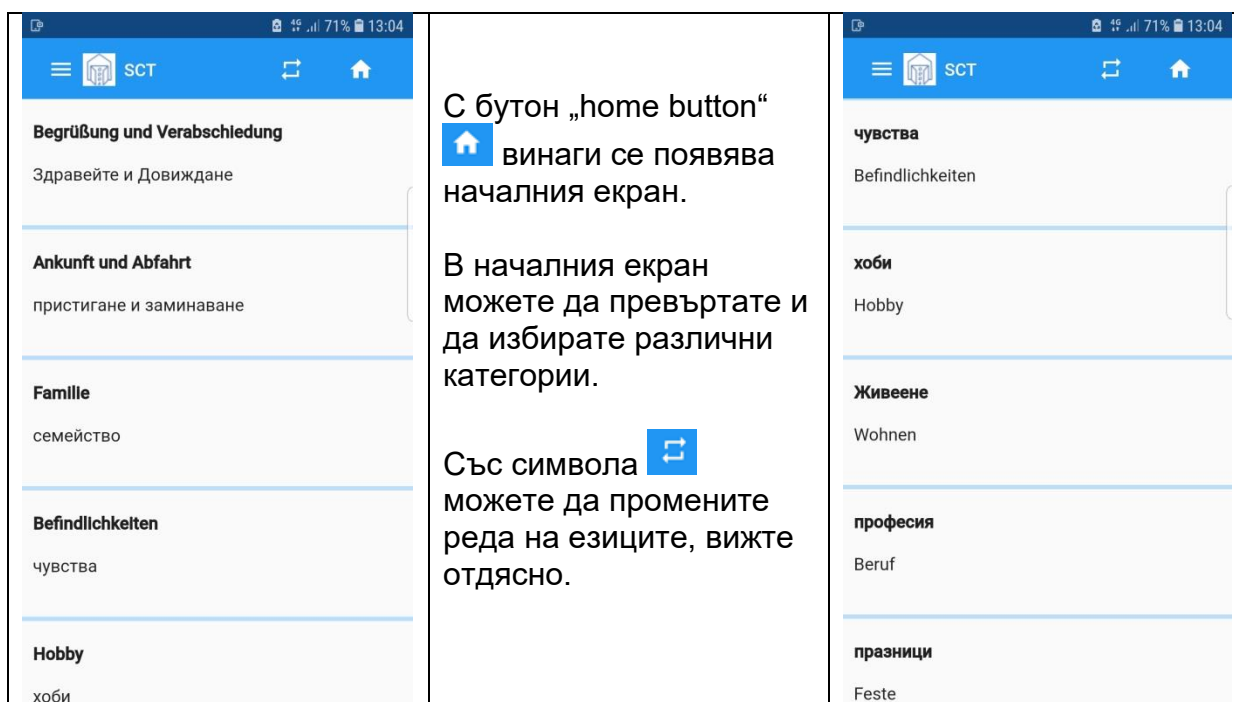 4G 71% 13:04
SCT
Begrüßung und Verabschiedung
Здравейте и Довиждане
Ankunft und Abfahrt
пристигане и заминаване
Familie
семейство
Befindlichkeiten
чувства
Hobby
хоби
С бутон „home button“
винаги се появява
началния екран.
В началния екран
можете да превъртате и
да избирате различни
категории.
Със символа
можете да промените
реда на езиците, вижте
отдясно.
4G 71% 13:04
SCT
чувства
Befindlichkeiten
хоби
Hobby
Живеене
Wohnen
професия
Beruf
празници
Feste